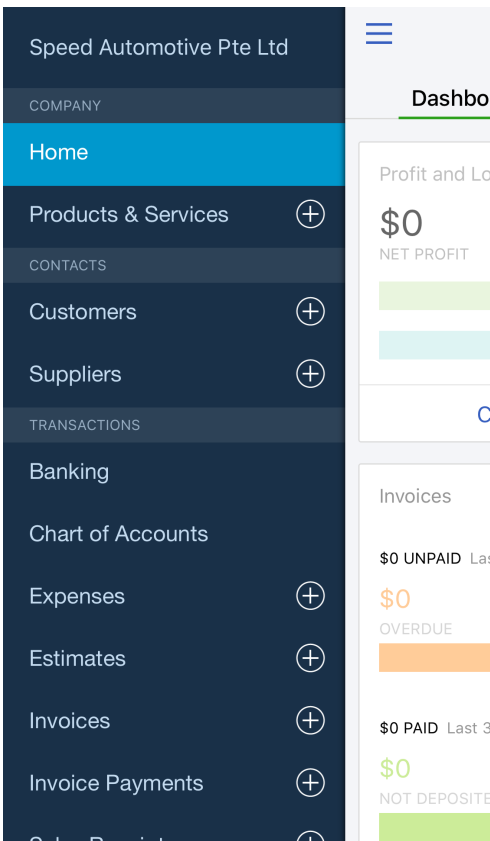 Speed Automotive Pte Ltd
COMPANY
Home
Products & Services
CONTACTS
Customers
Suppliers
TRANSACTIONS
Banking
Chart of Accounts
Expenses
Estimates
Invoices
Invoice Payments
Dashbo
Profit and Lo
$0
NET PROFIT
Invoices
$0 UNPAID Las
$0
OVERDUE
$0 PAID Last 3
$0
NOT DEPOSITE